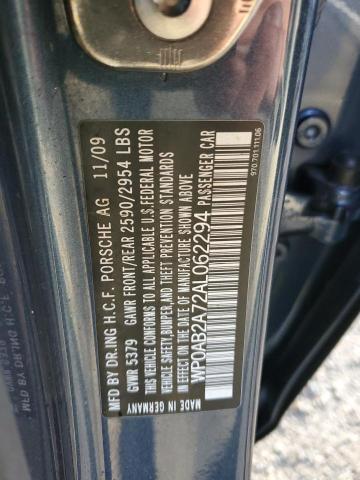 MFD BY DR.ING H.C.F. PORSCHE AG 11/09
GVWR 5379 GAWR FRONT/REAR 2590/2954 LBS
THIS VEHICLE CONFORMS TO ALL APPLICABLE U.S.FEDERAL MOTOR
VEHICLE SAFETY,BUMPER,AND THEFT PREVENTION STANDARDS
IN EFFECT ON THE DATE OF MANUFACTURE SHOWN ABOVE
WP0AB2A72AL062294 PASSENGER CAR
MADE IN GERMANY
970.701.111.06